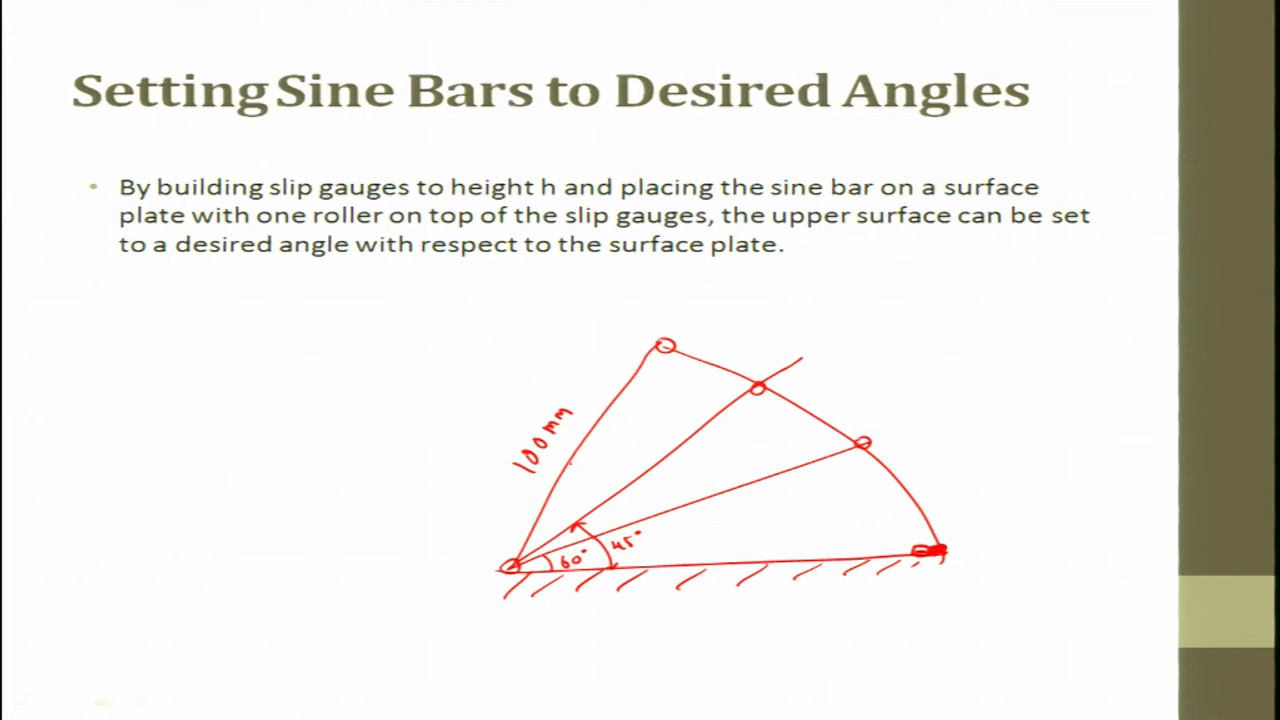 Setting Sine Bars to Desired Angles
• By building slip gauges to height h and placing the sine bar on a surface
plate with one roller on top of the slip gauges, the upper surface can be set
to a desired angle with respect to the surface plate.
100mm
45°
60°